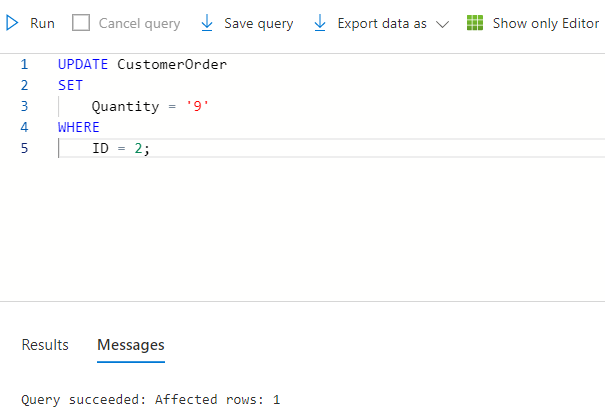 Run Cancel query Save query Export data as Show only Editor
1 UPDATE CustomerOrder
2 SET
3 Quantity = '9'
4 WHERE
5 ID = 2;
Results Messages
Query succeeded: Affected rows: 1